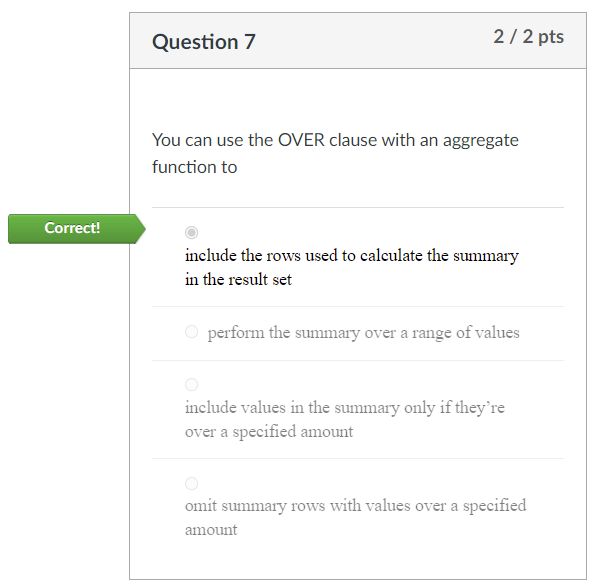 Question 7
2 / 2 pts
You can use the OVER clause with an aggregate
function to
Correct!
include the rows used to calculate the summary
in the result set
perform the summary over a range of values
include values in the summary only if they’re
over a specified amount
omit summary rows with values over a specified
amount